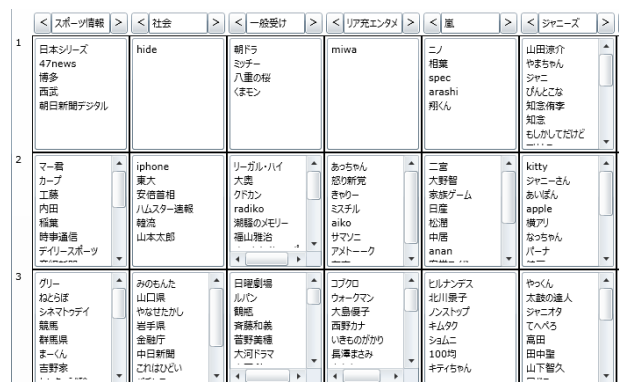 < スポーツ情報 > < 社会 > < 一般受け > < リア充エンタメ > < 嵐 > < ジャニーズ >
1
日本シリーズ
47news
博多
西武
朝日新聞デジタル
hide
朝ドラ
ミッチー
八重の桜
くまモン
miwa
ニノ
相葉
spec
arashi
翔くん
山田涼介
やまちゃん
ジャニ
ぴんとこな
知念侑李
知念
もしかしてだけど
2
マー君
カープ
工藤
内田
稲葉
時事通信
デイリースポーツ
iphone
東大
安倍首相
ハムスター速報
韓流
山本太郎
リーガル・ハイ
大奥
クドカン
radiko
潮騒のメモリー
福山雅治
あっちゃん
怒り新党
きゃりー
ミスチル
aiko
サマソニ
アメトーーク
二宮
大野智
家族ゲーム
日産
松潤
中居
anan
kitty
ジャニーさん
あいぱん
apple
横アリ
なっちゃん
パーナ
3
グリー
ねとらぼ
シネマトゥデイ
競馬
群馬県
まーくん
吉野家
みのもんた
山口県
やなせたかし
岩手県
金融庁
中日新聞
これはひどい
日曜劇場
ルパン
鶴瓶
斉藤和義
菅野美穂
大河ドラマ
コブクロ
ウォークマン
大島優子
西野カナ
いきものがかり
長澤まさみ
ヒルナンデス
北川景子
ノンストップ
キムタク
ショムニ
100均
キティちゃん
やっくん
太鼓の達人
ジャニオタ
てへぺろ
高田
田中聖
山下智久